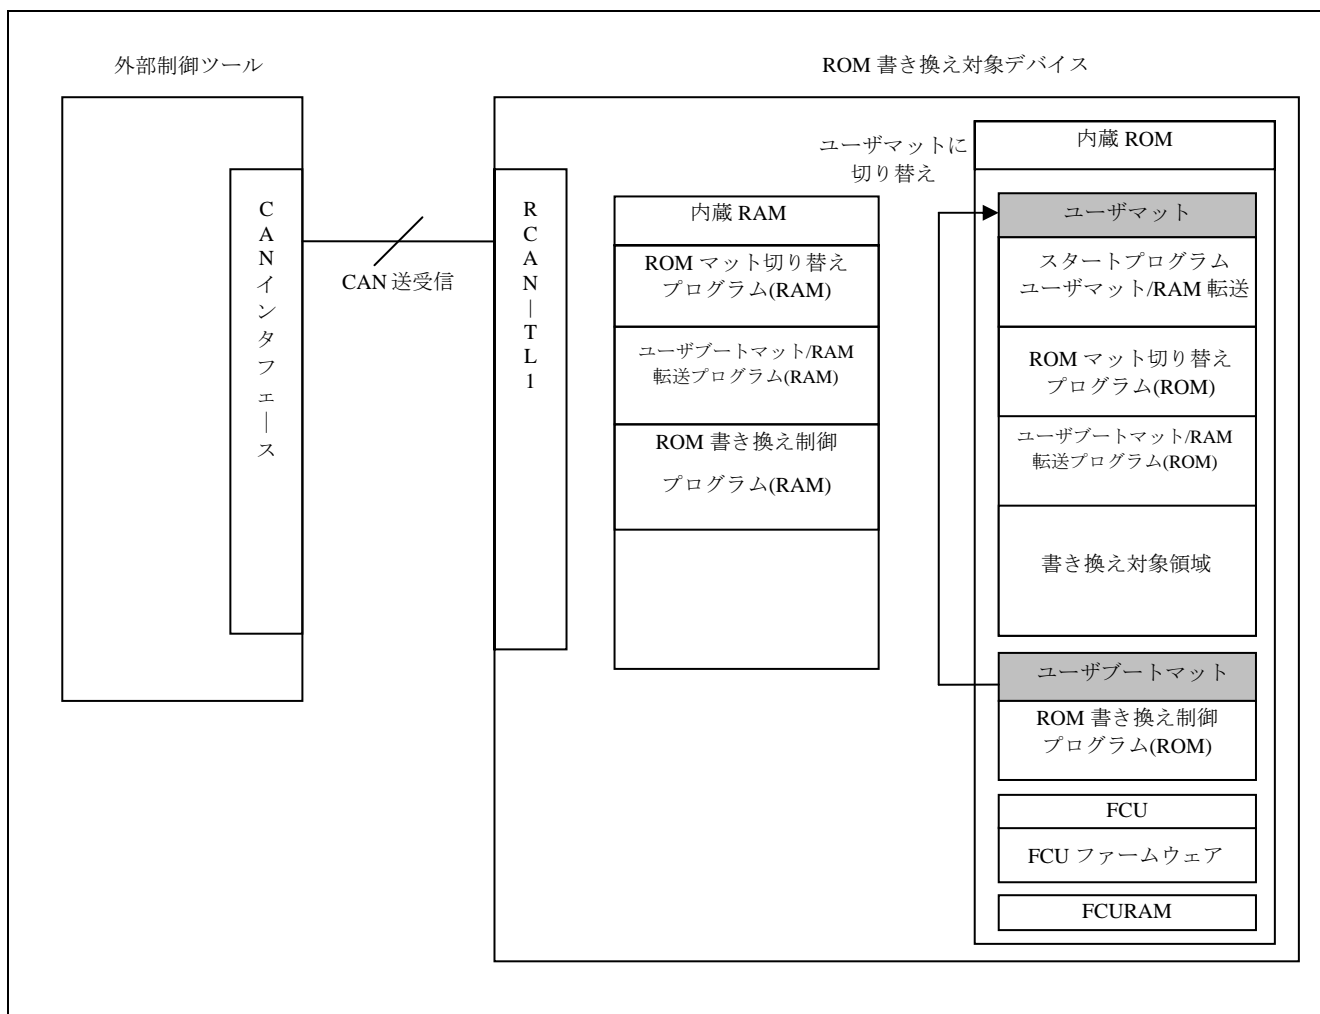 外部制御ツール
ROM 書き換え対象デバイス
CANインタフェース
CAN 送受信
RCAN―TL1
内蔵 RAM
ROM マット切り替え
プログラム(RAM)
ユーザブートマット/RAM
転送プログラム(RAM)
ROM 書き換え制御
プログラム(RAM)
ユーザマットに
切り替え
内蔵 ROM
ユーザマット
スタートプログラム
ユーザマット/RAM 転送
ROM マット切り替え
プログラム(ROM)
ユーザブートマット/RAM
転送プログラム(ROM)
書き換え対象領域
ユーザブートマット
ROM 書き換え制御
プログラム(ROM)
FCU
FCU ファームウェア
FCURAM